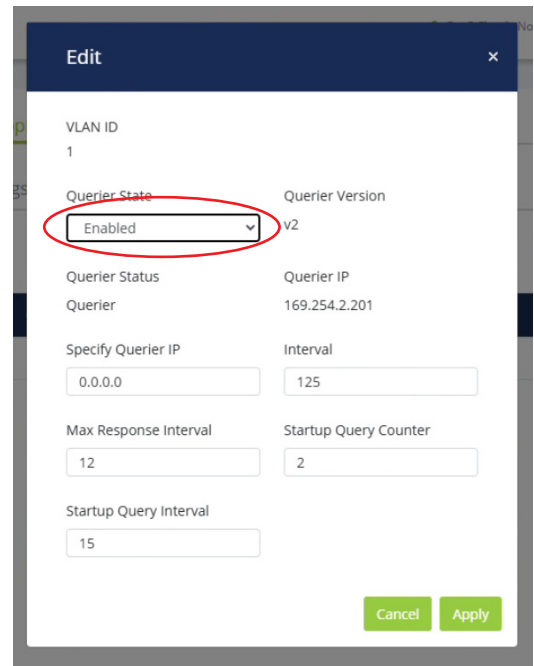 No
Edit ×
VLAN ID
1
Querier State Querier Version
Enabled v2
Querier Status Querier IP
Querier 169.254.2.201
Specify Querier IP Interval
0.0.0.0 125
Max Response Interval Startup Query Counter
12 2
Startup Query Interval
15
Cancel Apply